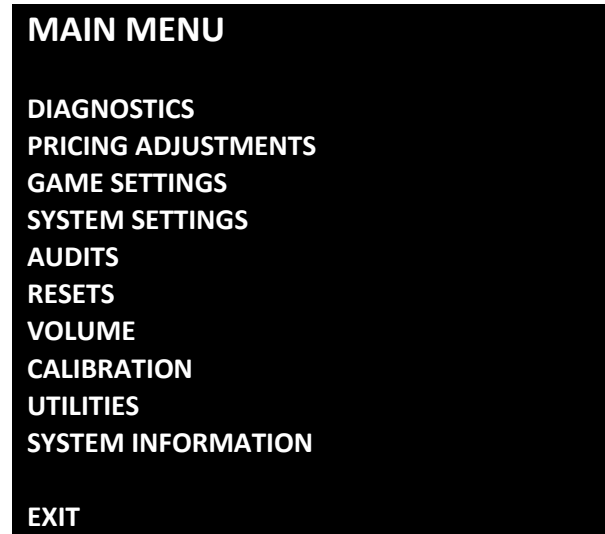 MAIN MENU
DIAGNOSTICS
PRICING ADJUSTMENTS
GAME SETTINGS
SYSTEM SETTINGS
AUDITS
RESETS
VOLUME
CALIBRATION
UTILITIES
SYSTEM INFORMATION
EXIT